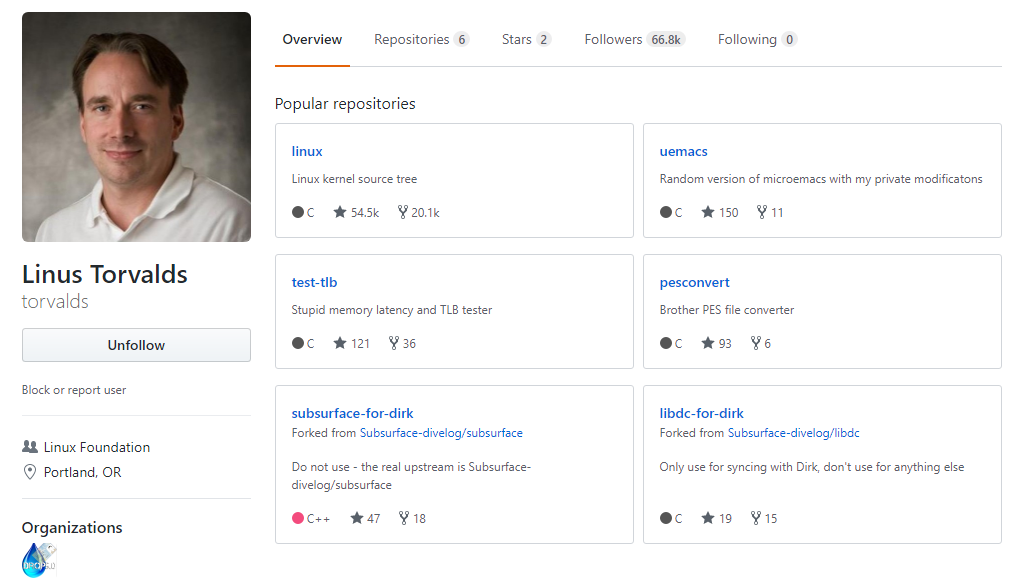 Overview Repositories 6 Stars 2 Followers 66.8k Following 0
Popular repositories
linux
Linux kernel source tree
C 54.5k 20.1k
uemacs
Random version of microemacs with my private modificatons
C 150 11
test-tlb
Stupid memory latency and TLB tester
C 121 36
pesconvert
Brother PES file converter
C 93 6
subsurface-for-dirk
Forked from Subsurface-divelog/subsurface
Do not use - the real upstream is Subsurface-
divelog/subsurface
C++ 47 18
libdc-for-dirk
Forked from Subsurface-divelog/libdc
Only use for syncing with Dirk, don't use for anything else
C 19 15
Linus Torvalds
torvalds
Unfollow
Block or report user
Linux Foundation
Portland, OR
Organizations